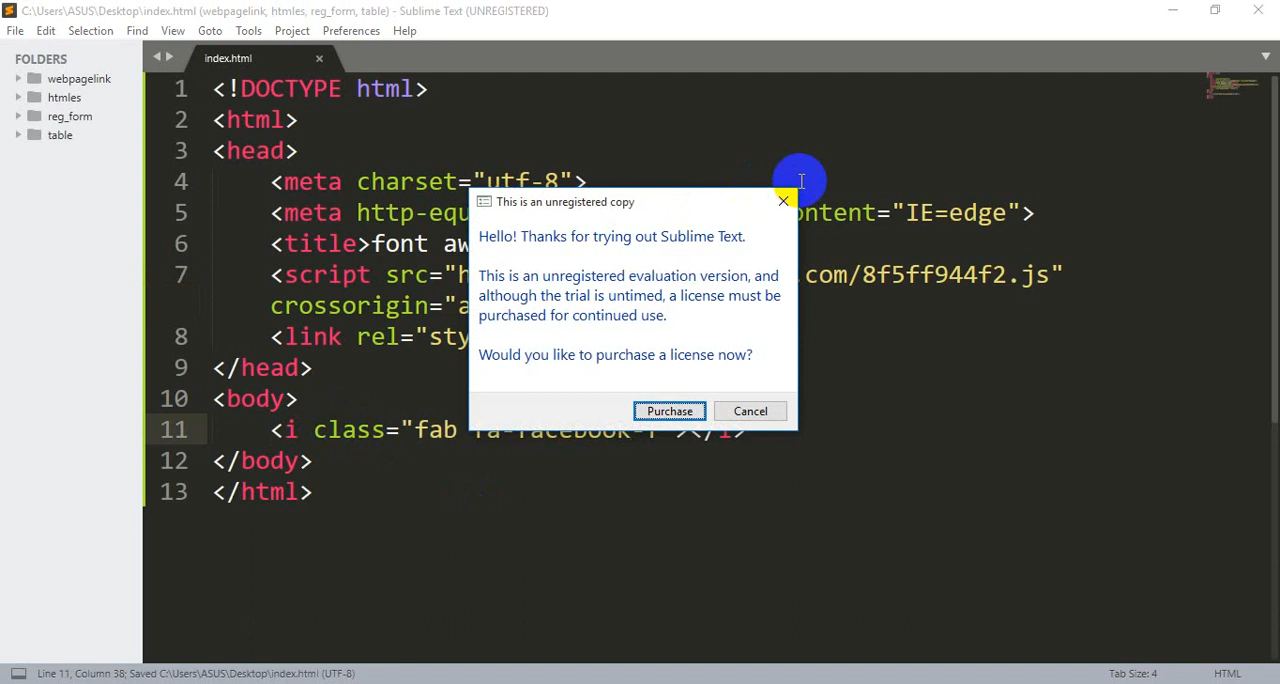 C:\Users\ASUS\Desktop\index.html (webpagelink, htmles, reg_form, table) - Sublime Text (UNREGISTERED)
File Edit Selection Find View Goto Tools Project Preferences Help
FOLDERS
webpagelink
htmles
reg_form
table
index.html
1 <!DOCTYPE html>
2 <html>
3 <head>
4 <meta charset="utf-8">
5 <meta http-equ ontent="IE=edge">
6 <title>font aw
7 <script src="h .com/8f5ff944f2.js"
crossorigin="a
8 <link rel="sty
9 </head>
10 <body>
11 <i class="fab fa-facebook-f"></i>
12 </body>
13 </html>
This is an unregistered copy
Hello! Thanks for trying out Sublime Text.
This is an unregistered evaluation version, and
although the trial is untimed, a license must be
purchased for continued use.
Would you like to purchase a license now?
Purchase Cancel
Line 11, Column 38; Saved C:\Users\ASUS\Desktop\index.html (UTF-8) Tab Size: 4 HTML